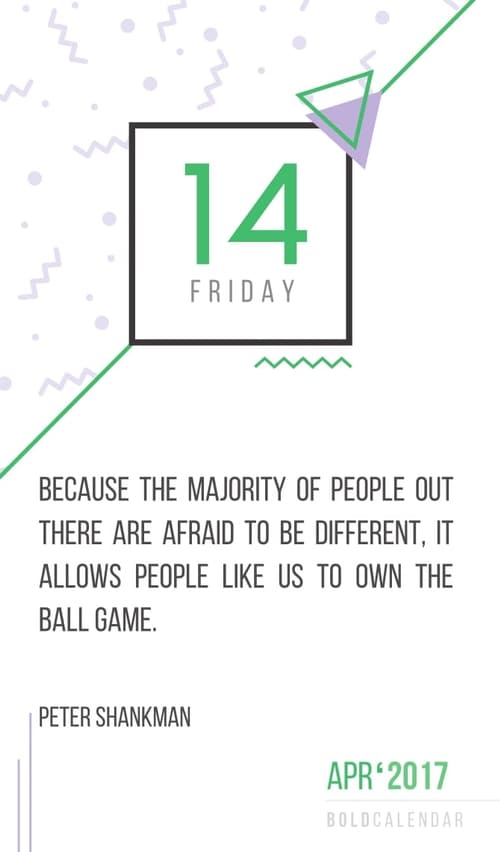 14
FRIDAY
BECAUSE THE MAJORITY OF PEOPLE OUT
THERE ARE AFRAID TO BE DIFFERENT, IT
ALLOWS PEOPLE LIKE US TO OWN THE
BALL GAME.
PETER SHANKMAN
APR‘2017
BOLDCALENDAR